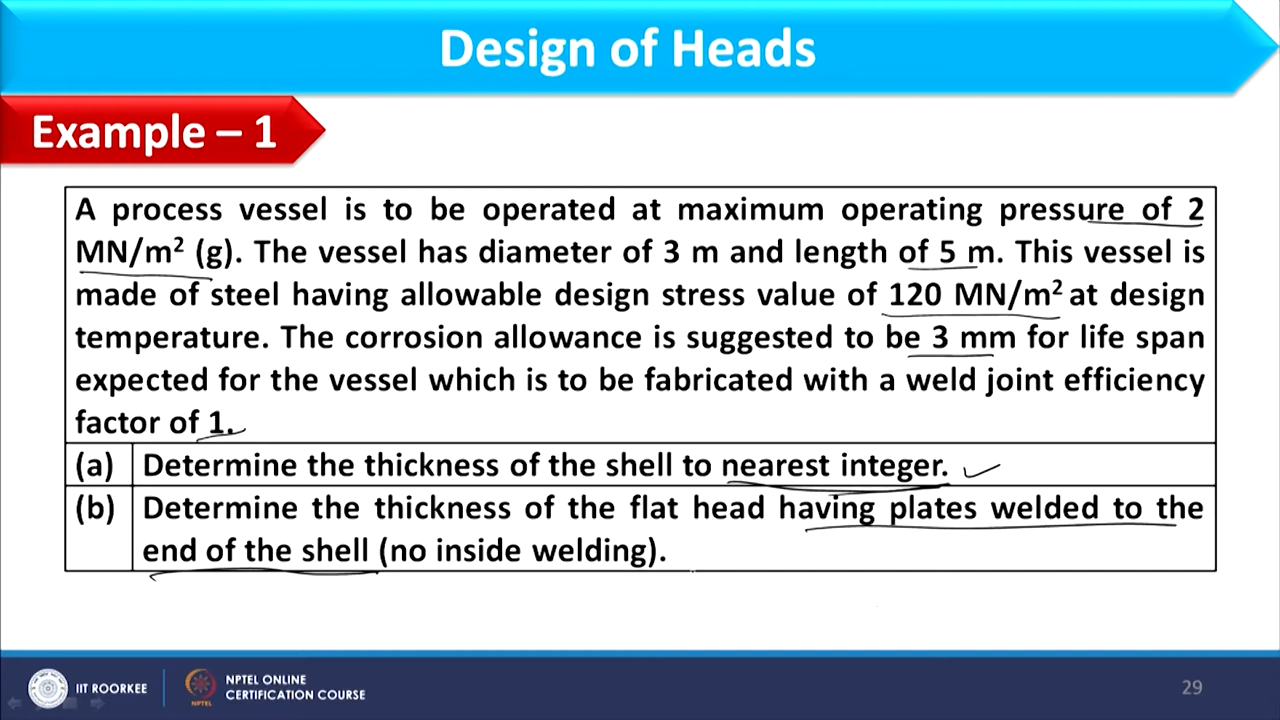 Design of Heads
Example – 1
A process vessel is to be operated at maximum operating pressure of 2
MN/m² (g). The vessel has diameter of 3 m and length of 5 m. This vessel is
made of steel having allowable design stress value of 120 MN/m² at design
temperature. The corrosion allowance is suggested to be 3 mm for life span
expected for the vessel which is to be fabricated with a weld joint efficiency
factor of 1.
(a) Determine the thickness of the shell to nearest integer.
(b) Determine the thickness of the flat head having plates welded to the
end of the shell (no inside welding).
IIT ROORKEE
NPTEL ONLINE
CERTIFICATION COURSE
NPTEL
29